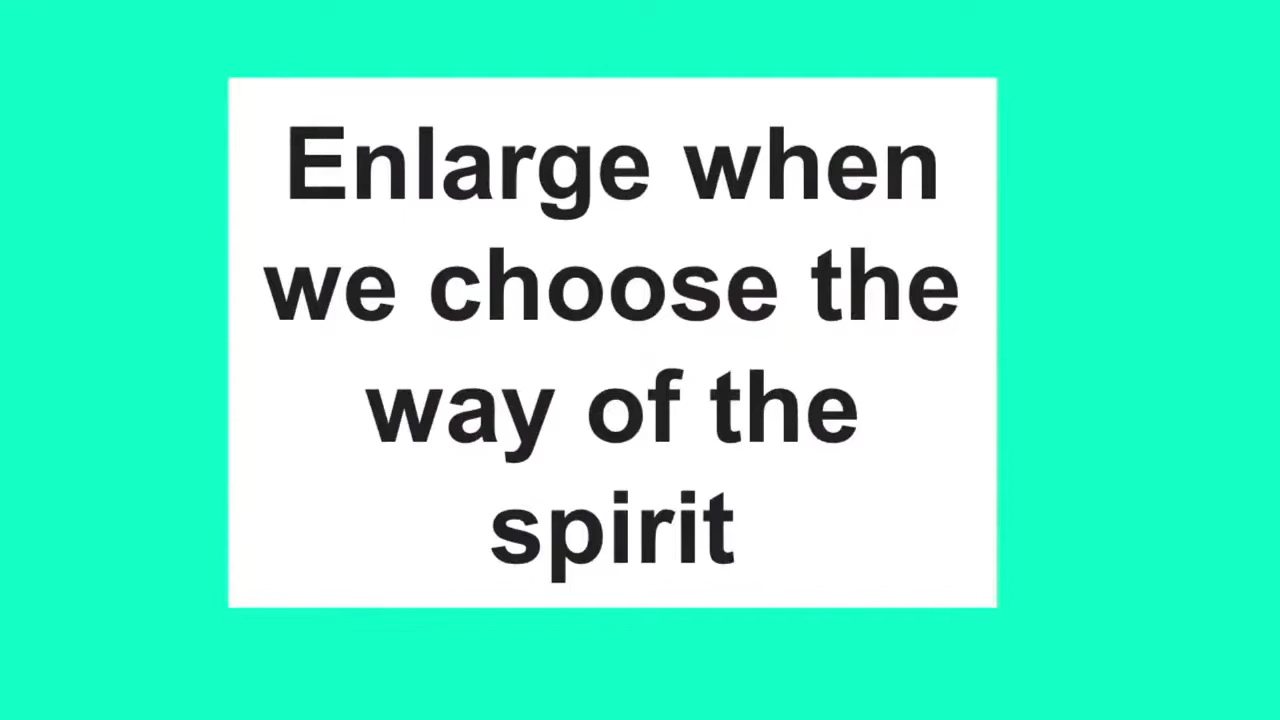 Enlarge when
we choose the
way of the
spirit